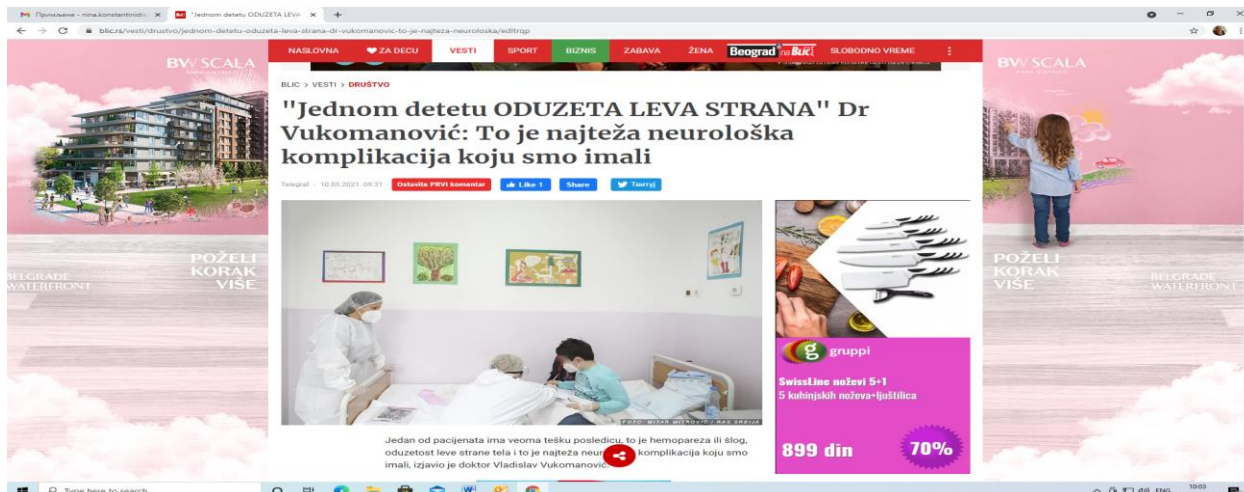 Примљене - nina.konstantinidis
"Jednom detetu ODUZETA LEVA
blic.rs/vesti/drustvo/jednom-detetu-oduzeta-leva-strana-dr-vukomanovic-to-je-najteza-neuroloska/edltrqp
NASLOVNA ZA DECU VESTI SPORT BIZNIS ZABAVA ŽENA Beograd na Blic SLOBODNO VREME
BLIC > VESTI > DRUŠTVO
"Jednom detetu ODUZETA LEVA STRANA" Dr
Vukomanović: To je najteža neurološka
komplikacija koju smo imali
Telegraf - 10.05.2021. 09:31 Ostavite PRVI komentar Like 1 Share Твитуј
FOTO: MITAR MITROVIĆ / RAS SRBIJA
Jedan od pacijenata ima veoma tešku posledicu, to je hemopareza ili šlog,
oduzetost leve strane tela i to je najteža komplikacija koju smo
imali, izjavio je doktor Vladislav Vukomanović.
BW SCALA
POŽELI
KORAK
VIŠE
BELGRADE
WATERFRONT
gruppi
SwissLine noževi 5+1
5 kuhinjskih noževa+ljuštilica
899 din
70%
BW SCALA
POŽELI
KORAK
VIŠE
BELGRADE
WATERFRONT
Type here to search
ENG
10:03